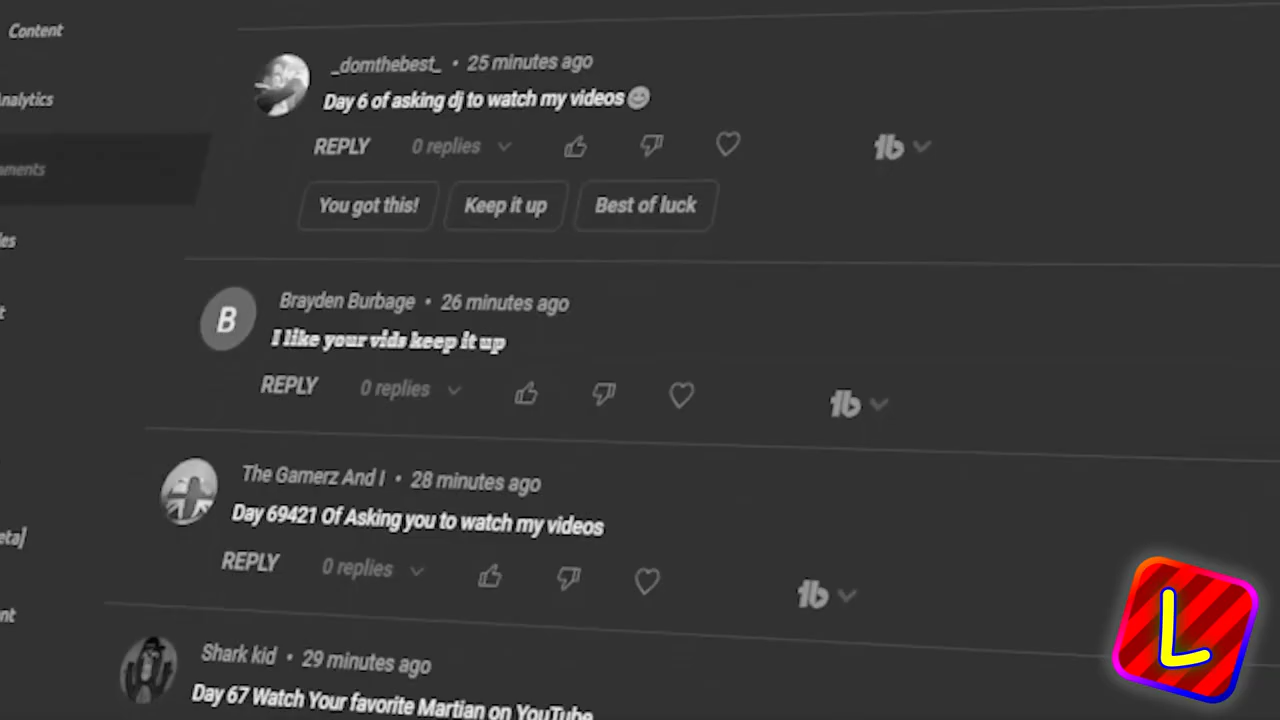 Content
Analytics
_domthebest_ • 25 minutes ago
Day 6 of asking dj to watch my videos😊
REPLY 0 replies
You got this! Keep it up Best of luck
Brayden Burbage • 26 minutes ago
B
I like your vids keep it up
REPLY 0 replies
The Gamerz And I • 28 minutes ago
Day 69421 Of Asking you to watch my videos
REPLY 0 replies
Shark kid • 29 minutes ago
Day 67 Watch Your favorite Martian on YouTube
L